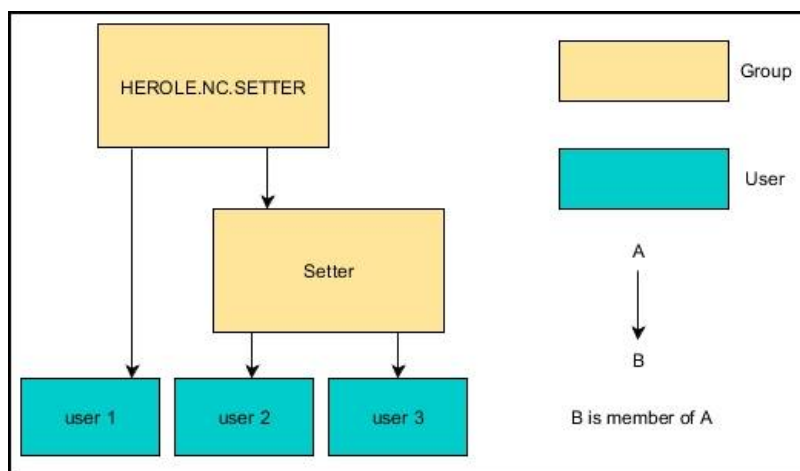 HEROLE.NC.SETTER
Group
User
Setter
A
B
user 1
user 2
user 3
B is member of A